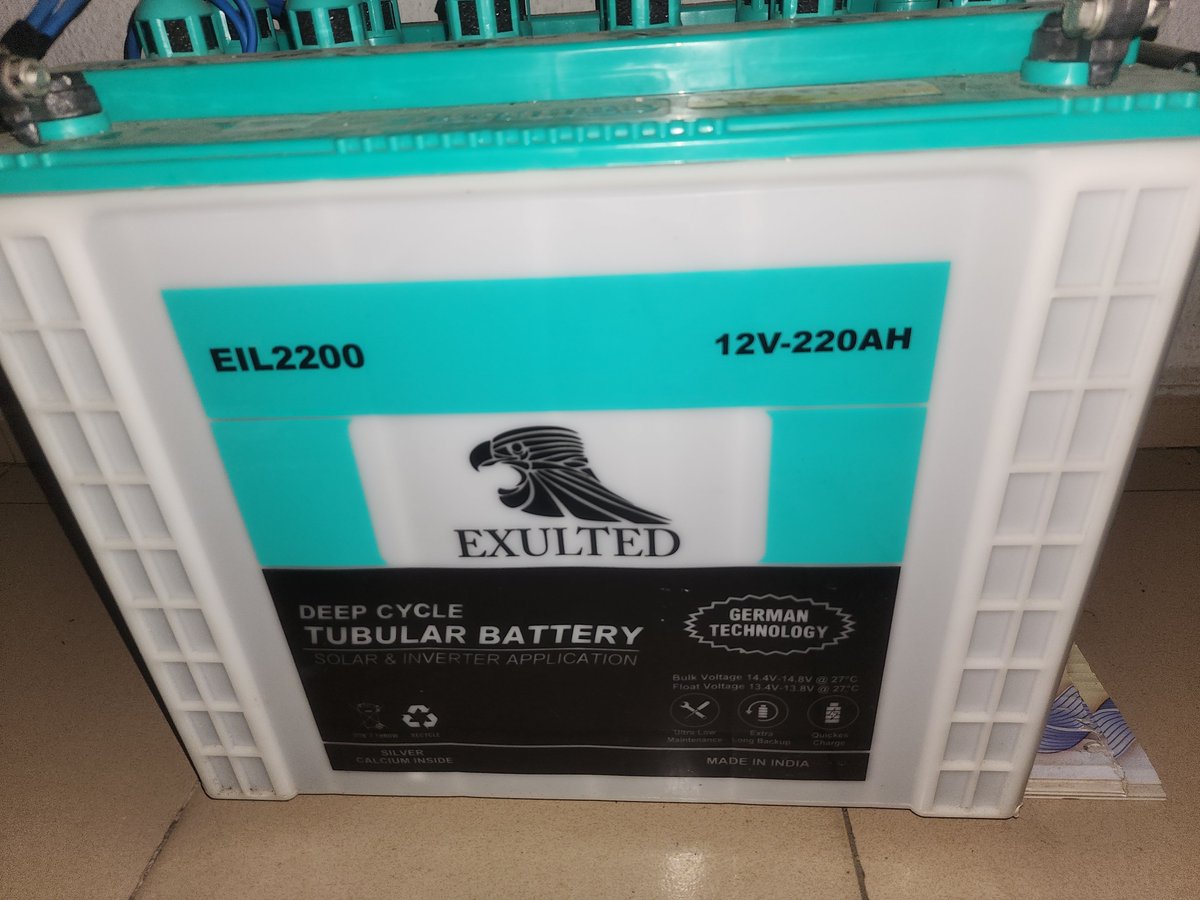 EIL2200
12V-220AH
EXULTED
DEEP CYCLE
TUBULAR BATTERY
SOLAR & INVERTER APPLICATION
GERMAN
TECHNOLOGY
Bulk Voltage 14.4V-14.8V @ 27°C
Float Voltage 13.4V-13.8V @ 27°C
RECYCLE
Ultra Low
Maintenance
Extra
Long Backup
Quickes
Charge
SILVER
CALCIUM INSIDE
MADE IN INDIA